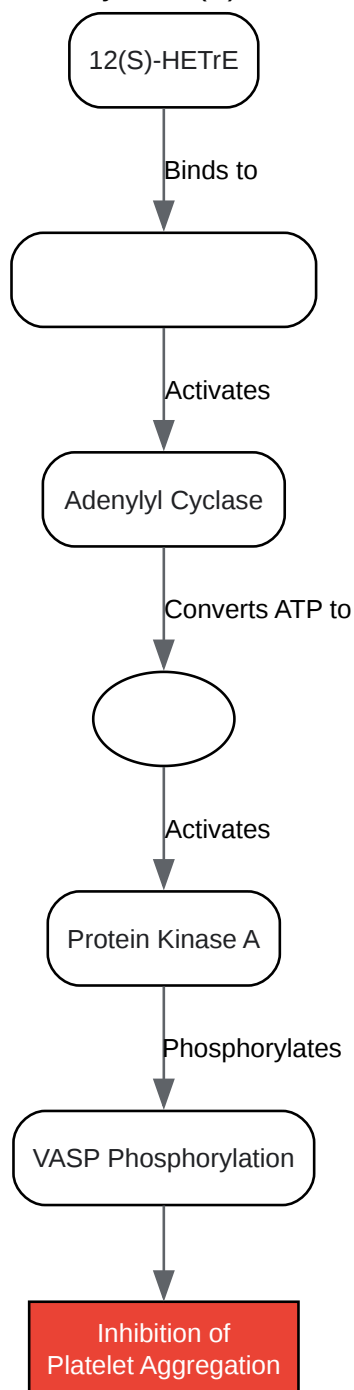 12(S)-HETrE
Binds to
Activates
Adenylyl Cyclase
Converts ATP to
Activates
Protein Kinase A
Phosphorylates
VASP Phosphorylation
Inhibition of
Platelet Aggregation